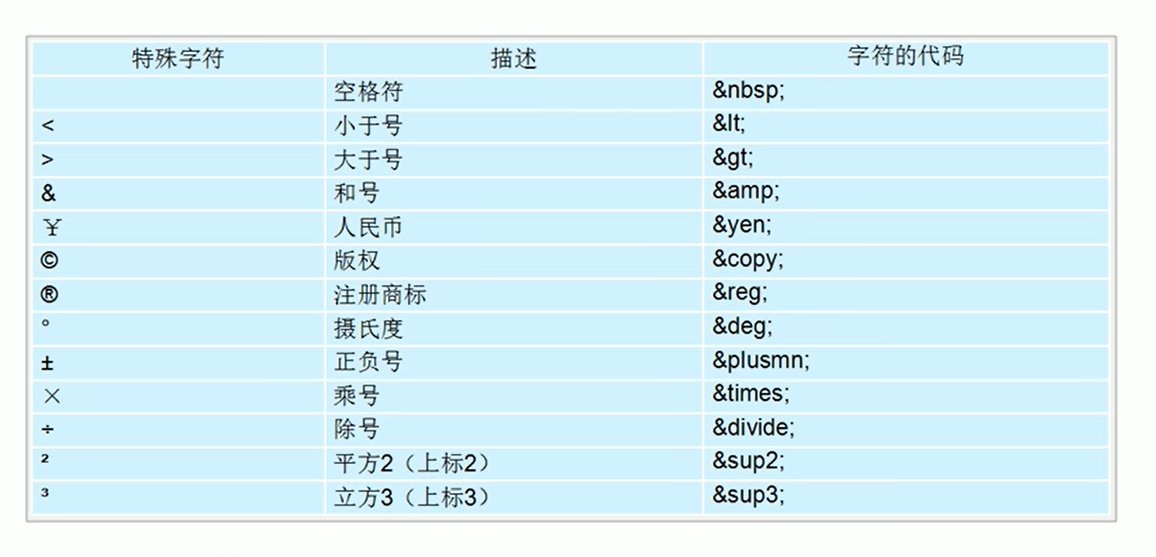 特殊字符 描述 字符的代码
空格符 &nbsp;
< 小于号 &lt;
> 大于号 &gt;
& 和号 &amp;
￥ 人民币 &yen;
© 版权 &copy;
® 注册商标 &reg;
° 摄氏度 &deg;
± 正负号 &plusmn;
× 乘号 &times;
÷ 除号 &divide;
² 平方2（上标2） &sup2;
³ 立方3（上标3） &sup3;